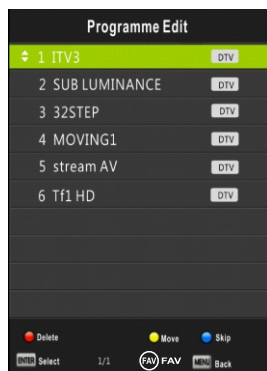 Programme Edit
1 ITV3 DTV
2 SUB LUMINANCE DTV
3 32STEP DTV
4 MOVING1 DTV
5 stream AV DTV
6 Tf1 HD DTV
Delete Move Skip
ENTER Select 1/1 FAV FAV MENU Back